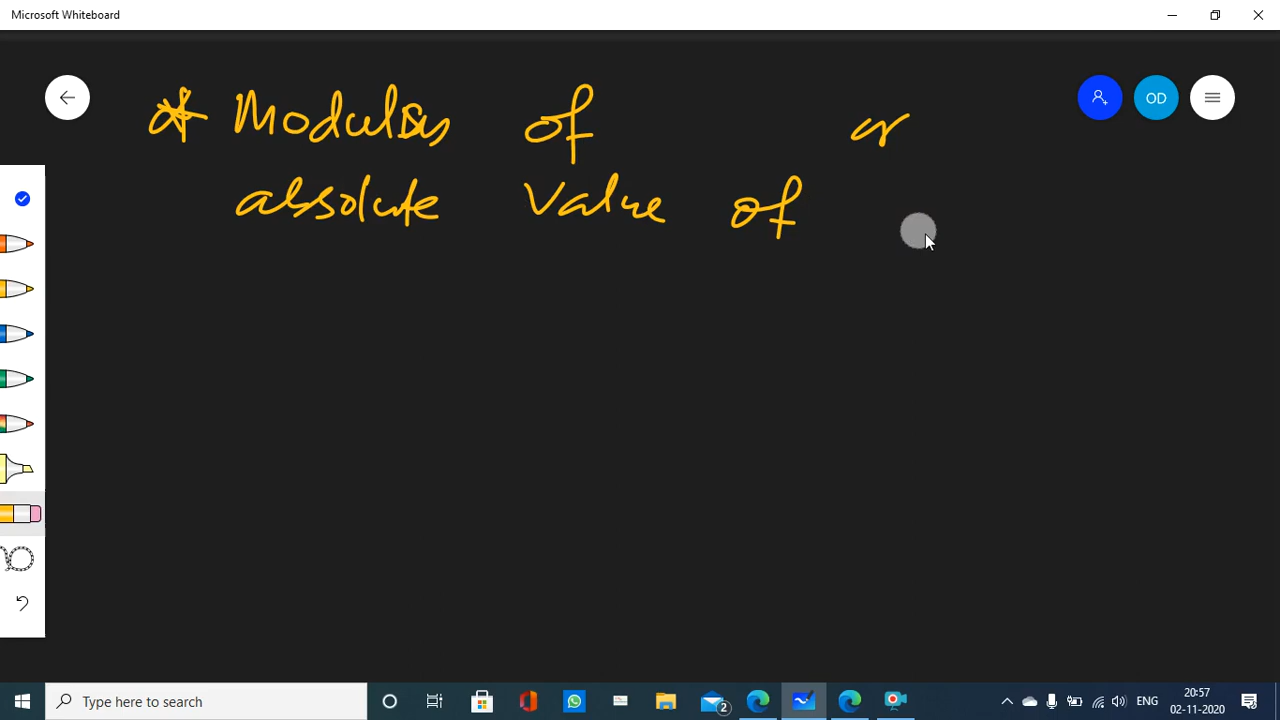 Microsoft Whiteboard
* Modulus of or
OD
absolute value of
Type here to search
2
ENG
20:57
02-11-2020